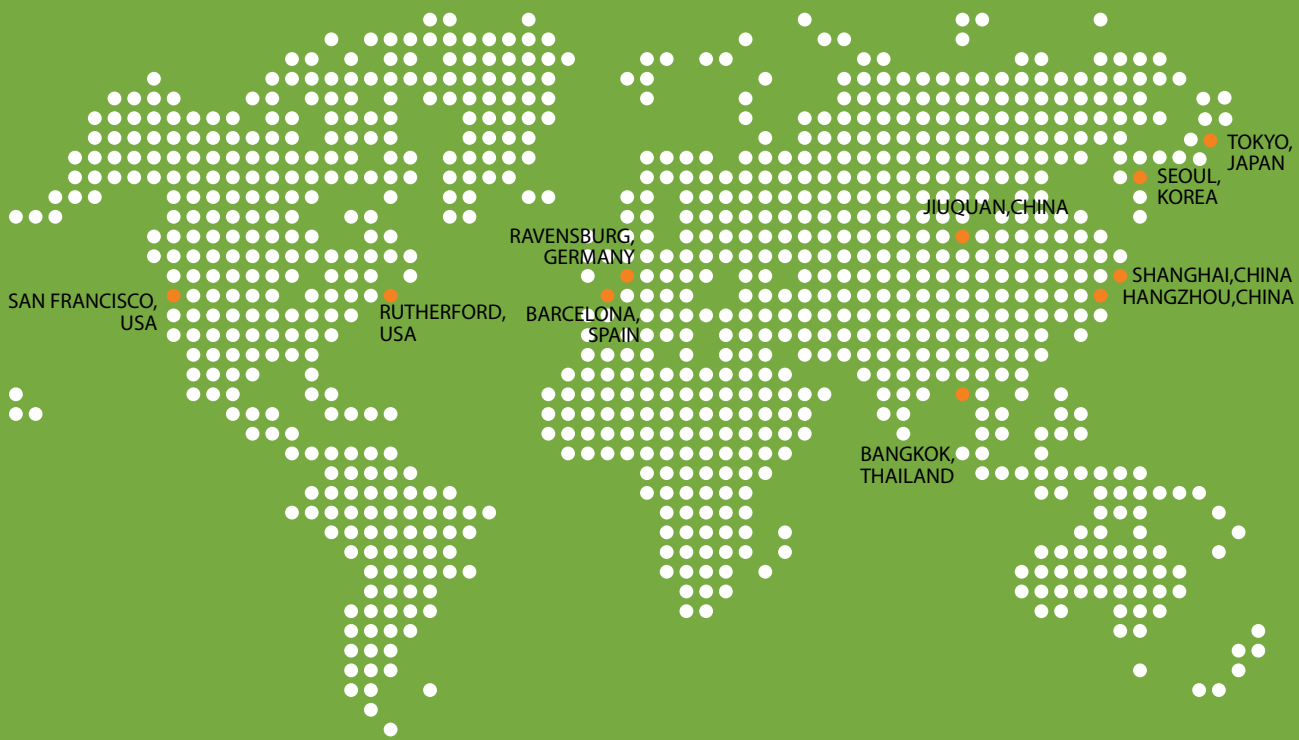 TOKYO,
JAPAN
SEOUL,
KOREA
JIUQUAN,CHINA
RAVENSBURG,
GERMANY
SHANGHAI,CHINA
HANGZHOU,CHINA
SAN FRANCISCO,
USA
RUTHERFORD,
USA
BARCELONA,
SPAIN
BANGKOK,
THAILAND